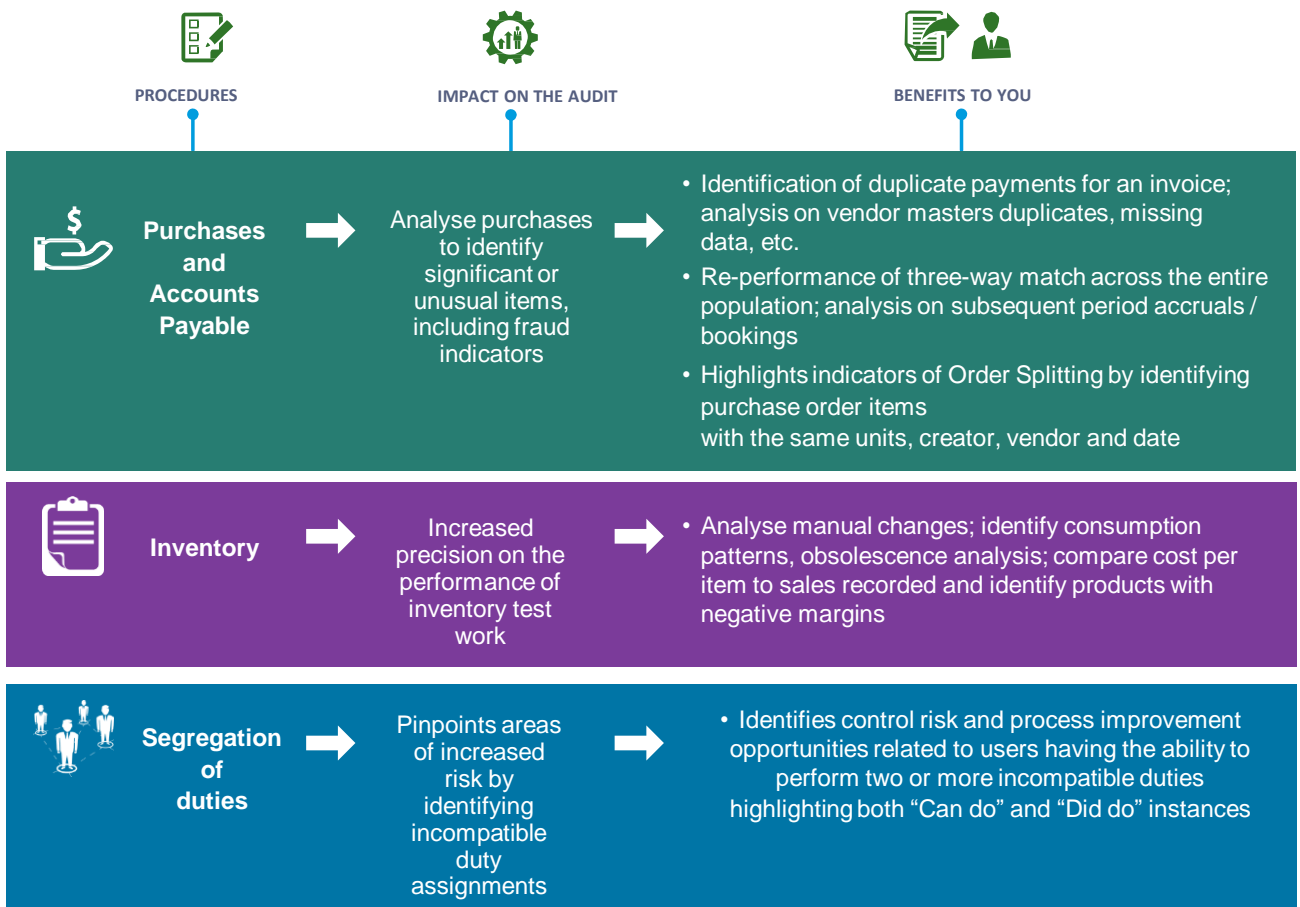 PROCEDURES
IMPACT ON THE AUDIT
BENEFITS TO YOU
$
Purchases
and
Accounts
Payable
Analyse purchases
to identify
significant or
unusual items,
including fraud
indicators
• Identification of duplicate payments for an invoice;
analysis on vendor masters duplicates, missing
data, etc.
• Re-performance of three-way match across the entire
population; analysis on subsequent period accruals /
bookings
• Highlights indicators of Order Splitting by identifying
purchase order items
with the same units, creator, vendor and date
Inventory
Increased
precision on the
performance of
inventory test
work
• Analyse manual changes; identify consumption
patterns, obsolescence analysis; compare cost per
item to sales recorded and identify products with
negative margins
Segregation
of
duties
Pinpoints areas
of increased
risk by
identifying
incompatible
duty
assignments
• Identifies control risk and process improvement
opportunities related to users having the ability to
perform two or more incompatible duties
highlighting both “Can do” and “Did do” instances